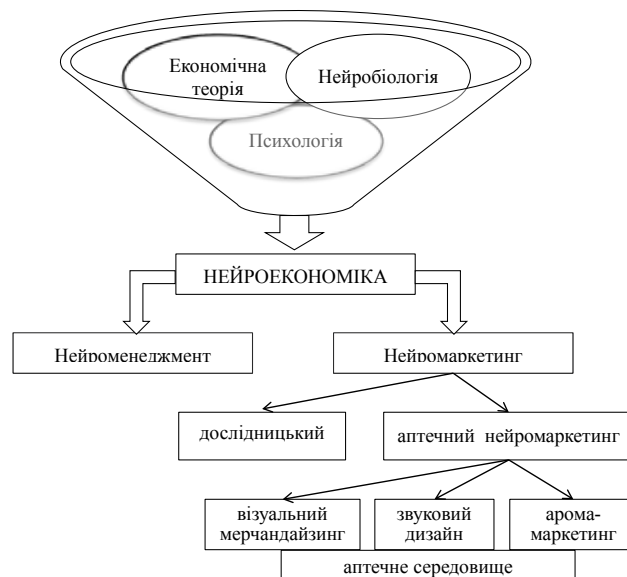 Економічна
теорія
Нейробіологія
Психологія
НЕЙРОЕКОНОМІКА
Нейроменеджмент
Нейромаркетинг
дослідницький
аптечний нейромаркетинг
візуальний
мерчандайзинг
звуковий
дизайн
арома-
маркетинг
аптечне середовище